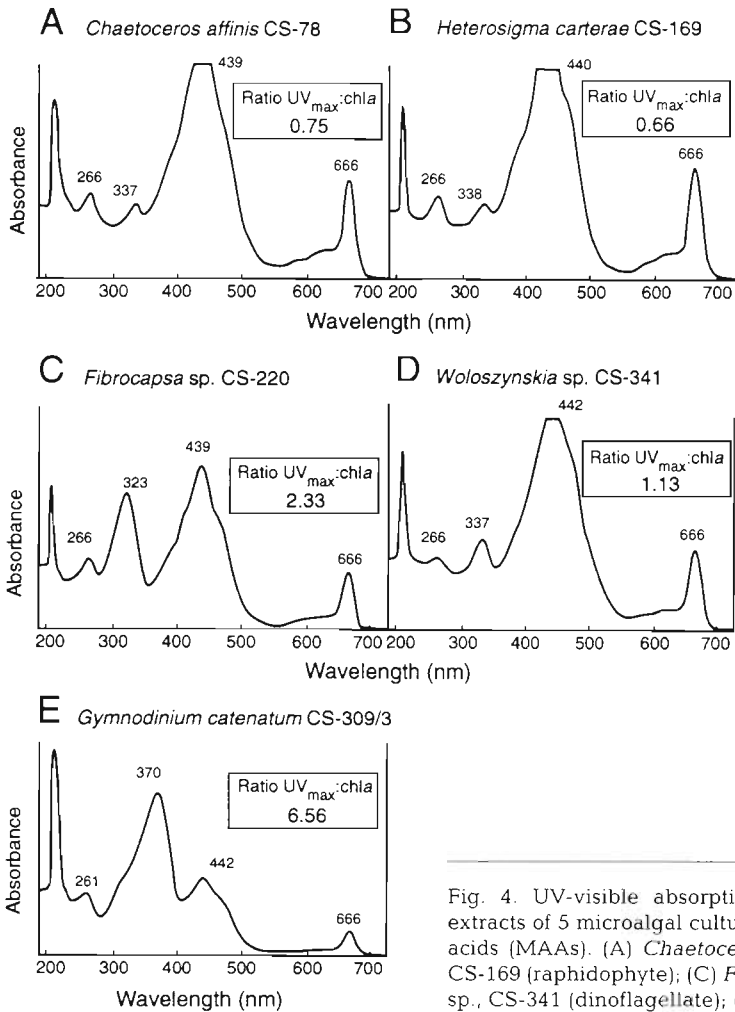 A Chaetoceros affinis CS-78
439
Ratio UVmax:chla
0.75
266
337
666
Absorbance
200 300 400 500 600 700
Wavelength (nm)
B Heterosigma carterae CS-169
440
Ratio UVmax:chla
0.66
266
338
666
200 300 400 500 600 700
Wavelength (nm)
C Fibrocapsa sp. CS-220
439
323
Ratio UVmax:chla
2.33
266
666
Absorbance
200 300 400 500 600 700
Wavelength (nm)
D Woloszynskia sp. CS-341
442
Ratio UVmax:chla
1.13
266
337
666
200 300 400 500 600 700
Wavelength (nm)
E Gymnodinium catenatum CS-309/3
370
Ratio UVmax:chla
6.56
442
261
666
Absorbance
200 300 400 500 600 700
Wavelength (nm)
Fig. 4. UV-visible absorpti
extracts of 5 microalgal cultu
acids (MAAs). (A) Chaetoce
CS-169 (raphidophyte); (C) F
sp., CS-341 (dinoflagellate); (